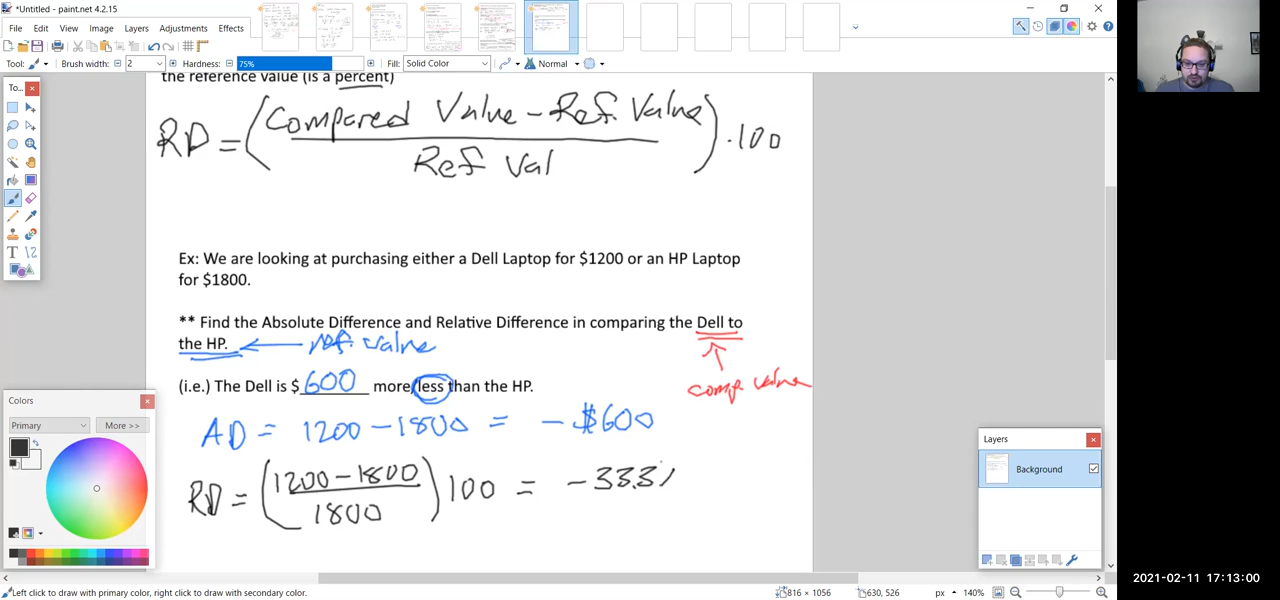 *Untitled - paint.net 4.2.15
File Edit View Image Layers Adjustments Effects
Tool: Brush width: 2 Hardness: 75% Fill: Solid Color Normal
To...
the reference value (is a percent)
RD = (Compared Value - Ref. Value / Ref Val) . 100
Ex: We are looking at purchasing either a Dell Laptop for $1200 or an HP Laptop
for $1800.
** Find the Absolute Difference and Relative Difference in comparing the Dell to
the HP. ref. value
(i.e.) The Dell is $ 600 more/less than the HP.
comp value
AD = 1200 - 1800 = - $600
RD = (1200 - 1800 / 1800) 100 = - 33.3%
Colors
Primary More >>
Layers
Background
Left click to draw with primary color, right click to draw with secondary color.
816 x 1056 630, 526 px 140%
2021-02-11 17:13:00